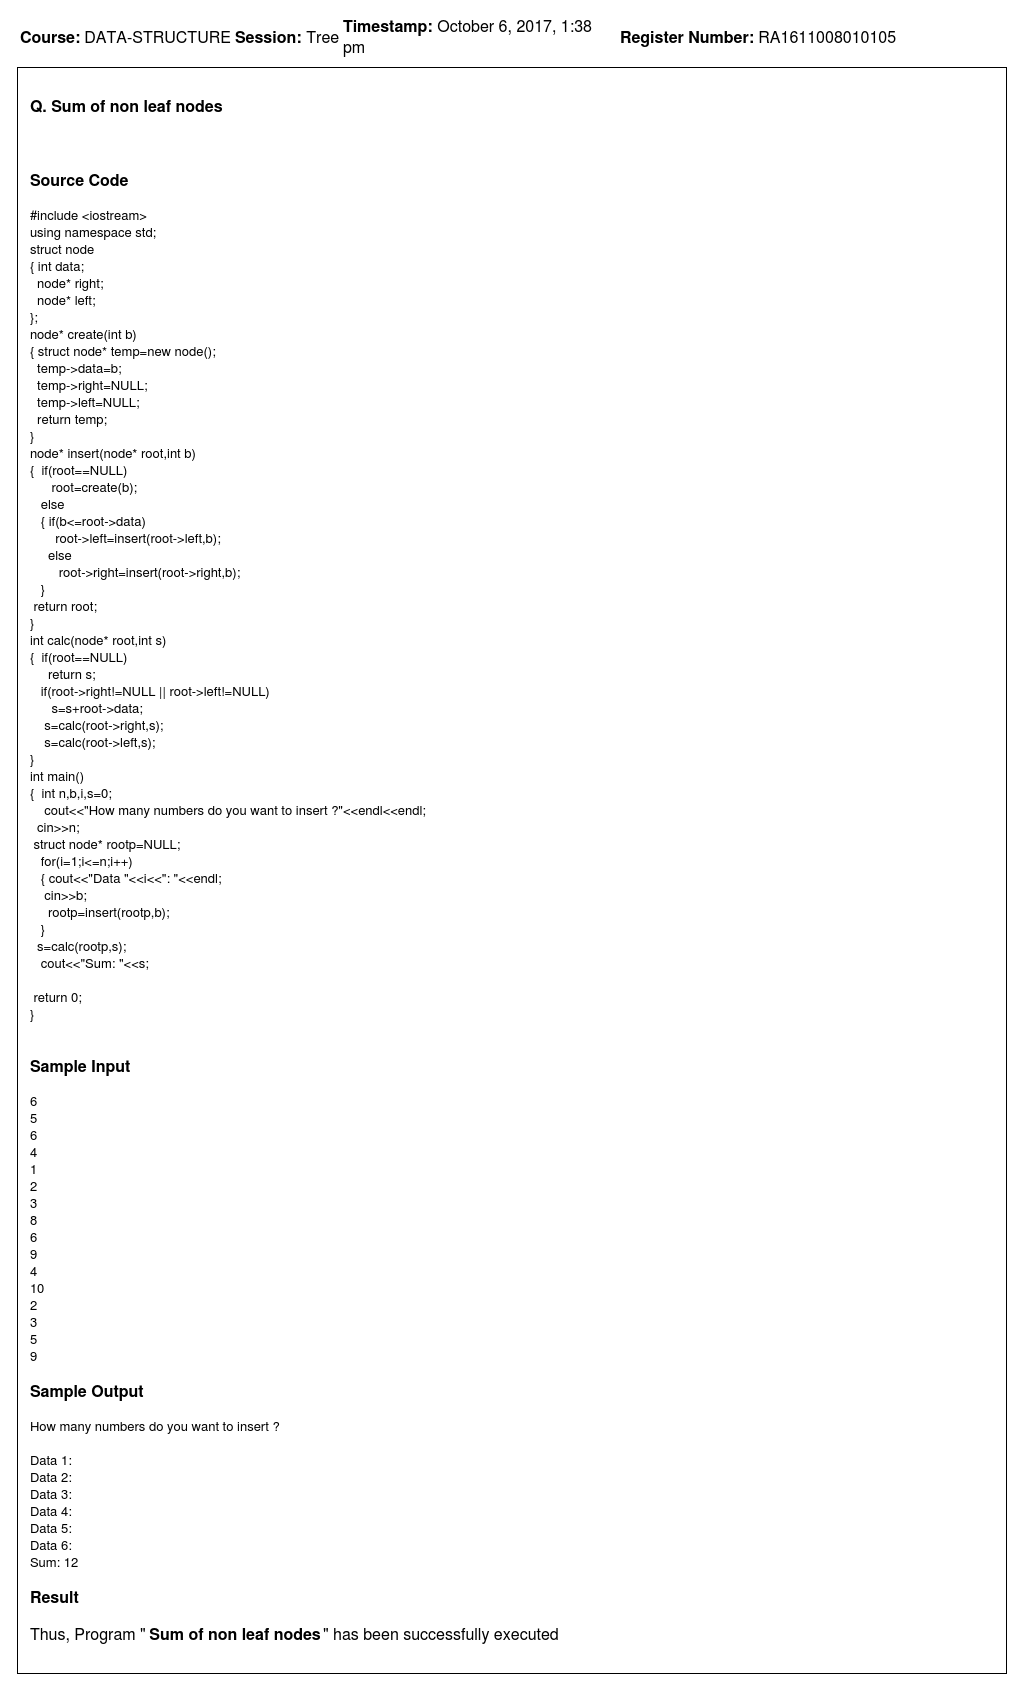 Course: DATA-STRUCTURE Session: Tree Timestamp: October 6, 2017, 1:38 pm Register Number: RA1611008010105
Q. Sum of non leaf nodes
Source Code
#include <iostream>
using namespace std;
struct node
{ int data;
  node* right;
  node* left;
};
node* create(int b)
{ struct node* temp=new node();
  temp->data=b;
  temp->right=NULL;
  temp->left=NULL;
  return temp;
}
node* insert(node* root,int b)
{  if(root==NULL)
      root=create(b);
   else
   { if(b<=root->data)
       root->left=insert(root->left,b);
     else
        root->right=insert(root->right,b);
   }
 return root;
}
int calc(node* root,int s)
{  if(root==NULL)
     return s;
   if(root->right!=NULL || root->left!=NULL)
      s=s+root->data;
    s=calc(root->right,s);
    s=calc(root->left,s);
}
int main()
{  int n,b,i,s=0;
    cout<<"How many numbers do you want to insert ?"<<endl<<endl;
  cin>>n;
 struct node* rootp=NULL;
   for(i=1;i<=n;i++)
   { cout<<"Data "<<i<<": "<<endl;
    cin>>b;
     rootp=insert(rootp,b);
   }
  s=calc(rootp,s);
   cout<<"Sum: "<<s;
 return 0;
}
Sample Input
6
5
6
4
1
2
3
8
6
9
4
10
2
3
5
9
Sample Output
How many numbers do you want to insert ?
Data 1:
Data 2:
Data 3:
Data 4:
Data 5:
Data 6:
Sum: 12
Result
Thus, Program " Sum of non leaf nodes" has been successfully executed